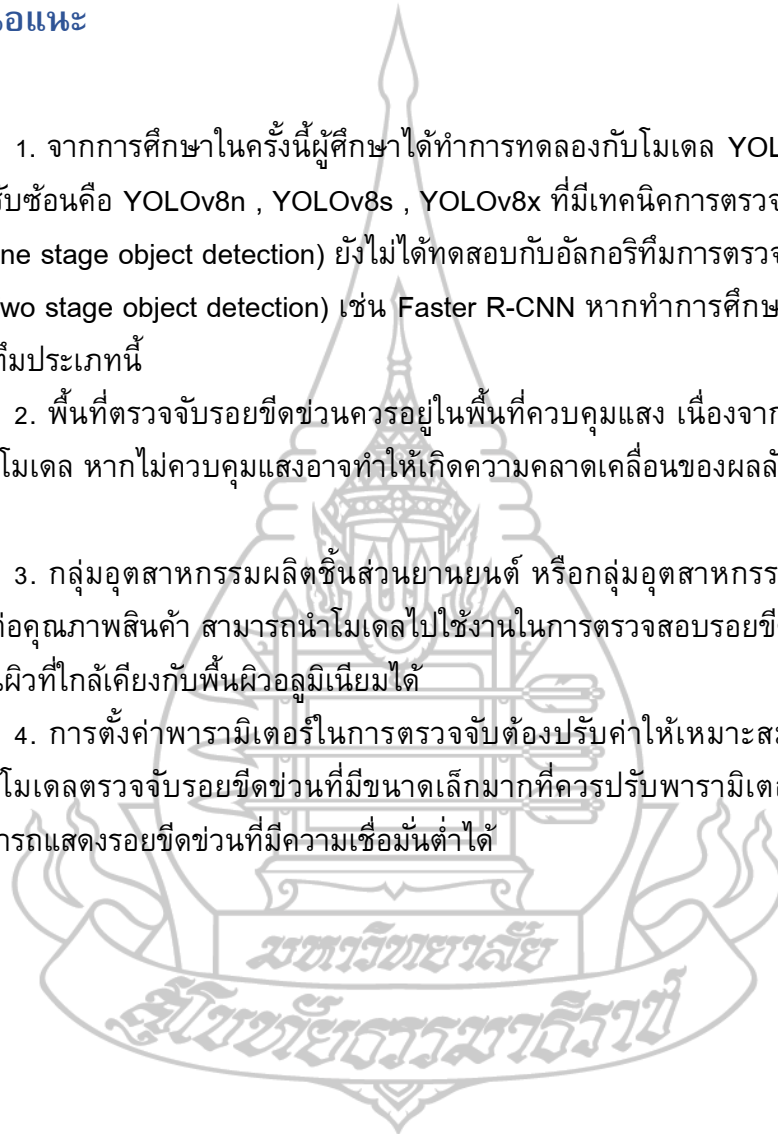 นอแนะ
1. จากการศึกษาในครั้งนี้ผู้ศึกษาได้ทำการทดลองกับโมเดล YOL
ซับซ้อนคือ YOLOv8n , YOLOv8s , YOLOv8x ที่มีเทคนิคการตรวจ
ne stage object detection) ยังไม่ได้ทดสอบกับอัลกอริทึมการตรวจ
wo stage object detection) เช่น Faster R-CNN หากทำการศึกษ
ทึมประเภทนี้
2. พื้นที่ตรวจจับรอยขีดข่วนควรอยู่ในพื้นที่ควบคุมแสง เนื่องจาก
โมเดล หากไม่ควบคุมแสงอาจทำให้เกิดความคลาดเคลื่อนของผลลั
3. กลุ่มอุตสาหกรรมผลิตชิ้นส่วนยานยนต์ หรือกลุ่มอุตสาหกรร
ต่อคุณภาพสินค้า สามารถนำโมเดลไปใช้งานในการตรวจสอบรอยขีด
นผิวที่ใกล้เคียงกับพื้นผิวอลูมิเนียมได้
4. การตั้งค่าพารามิเตอร์ในการตรวจจับต้องปรับค่าให้เหมาะสม
โมเดลตรวจจับรอยขีดข่วนที่มีขนาดเล็กมากที่ควรปรับพารามิเตอ
ารถแสดงรอยขีดข่วนที่มีความเชื่อมั่นต่ำได้
มหาวิทยาลัย
สุโขทัยธรรมาธิราช